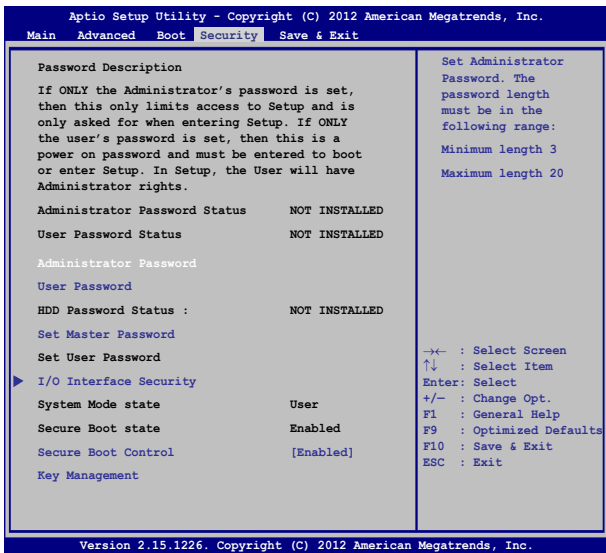 Aptio Setup Utility - Copyright (C) 2012 American Megatrends, Inc.
Main Advanced Boot Security Save & Exit
Password Description
If ONLY the Administrator's password is set,
then this only limits access to Setup and is
only asked for when entering Setup. If ONLY
the user's password is set, then this is a
power on password and must be entered to boot
or enter Setup. In Setup, the User will have
Administrator rights.
Administrator Password Status NOT INSTALLED
User Password Status NOT INSTALLED
Administrator Password
User Password
HDD Password Status : NOT INSTALLED
Set Master Password
Set User Password
I/O Interface Security
System Mode state User
Secure Boot state Enabled
Secure Boot Control [Enabled]
Key Management
Set Administrator
Password. The
password length
must be in the
following range:
Minimum length 3
Maximum length 20
→← : Select Screen
↑↓ : Select Item
Enter: Select
+/— : Change Opt.
F1 : General Help
F9 : Optimized Defaults
F10 : Save & Exit
ESC : Exit
Version 2.15.1226. Copyright (C) 2012 American Megatrends, Inc.